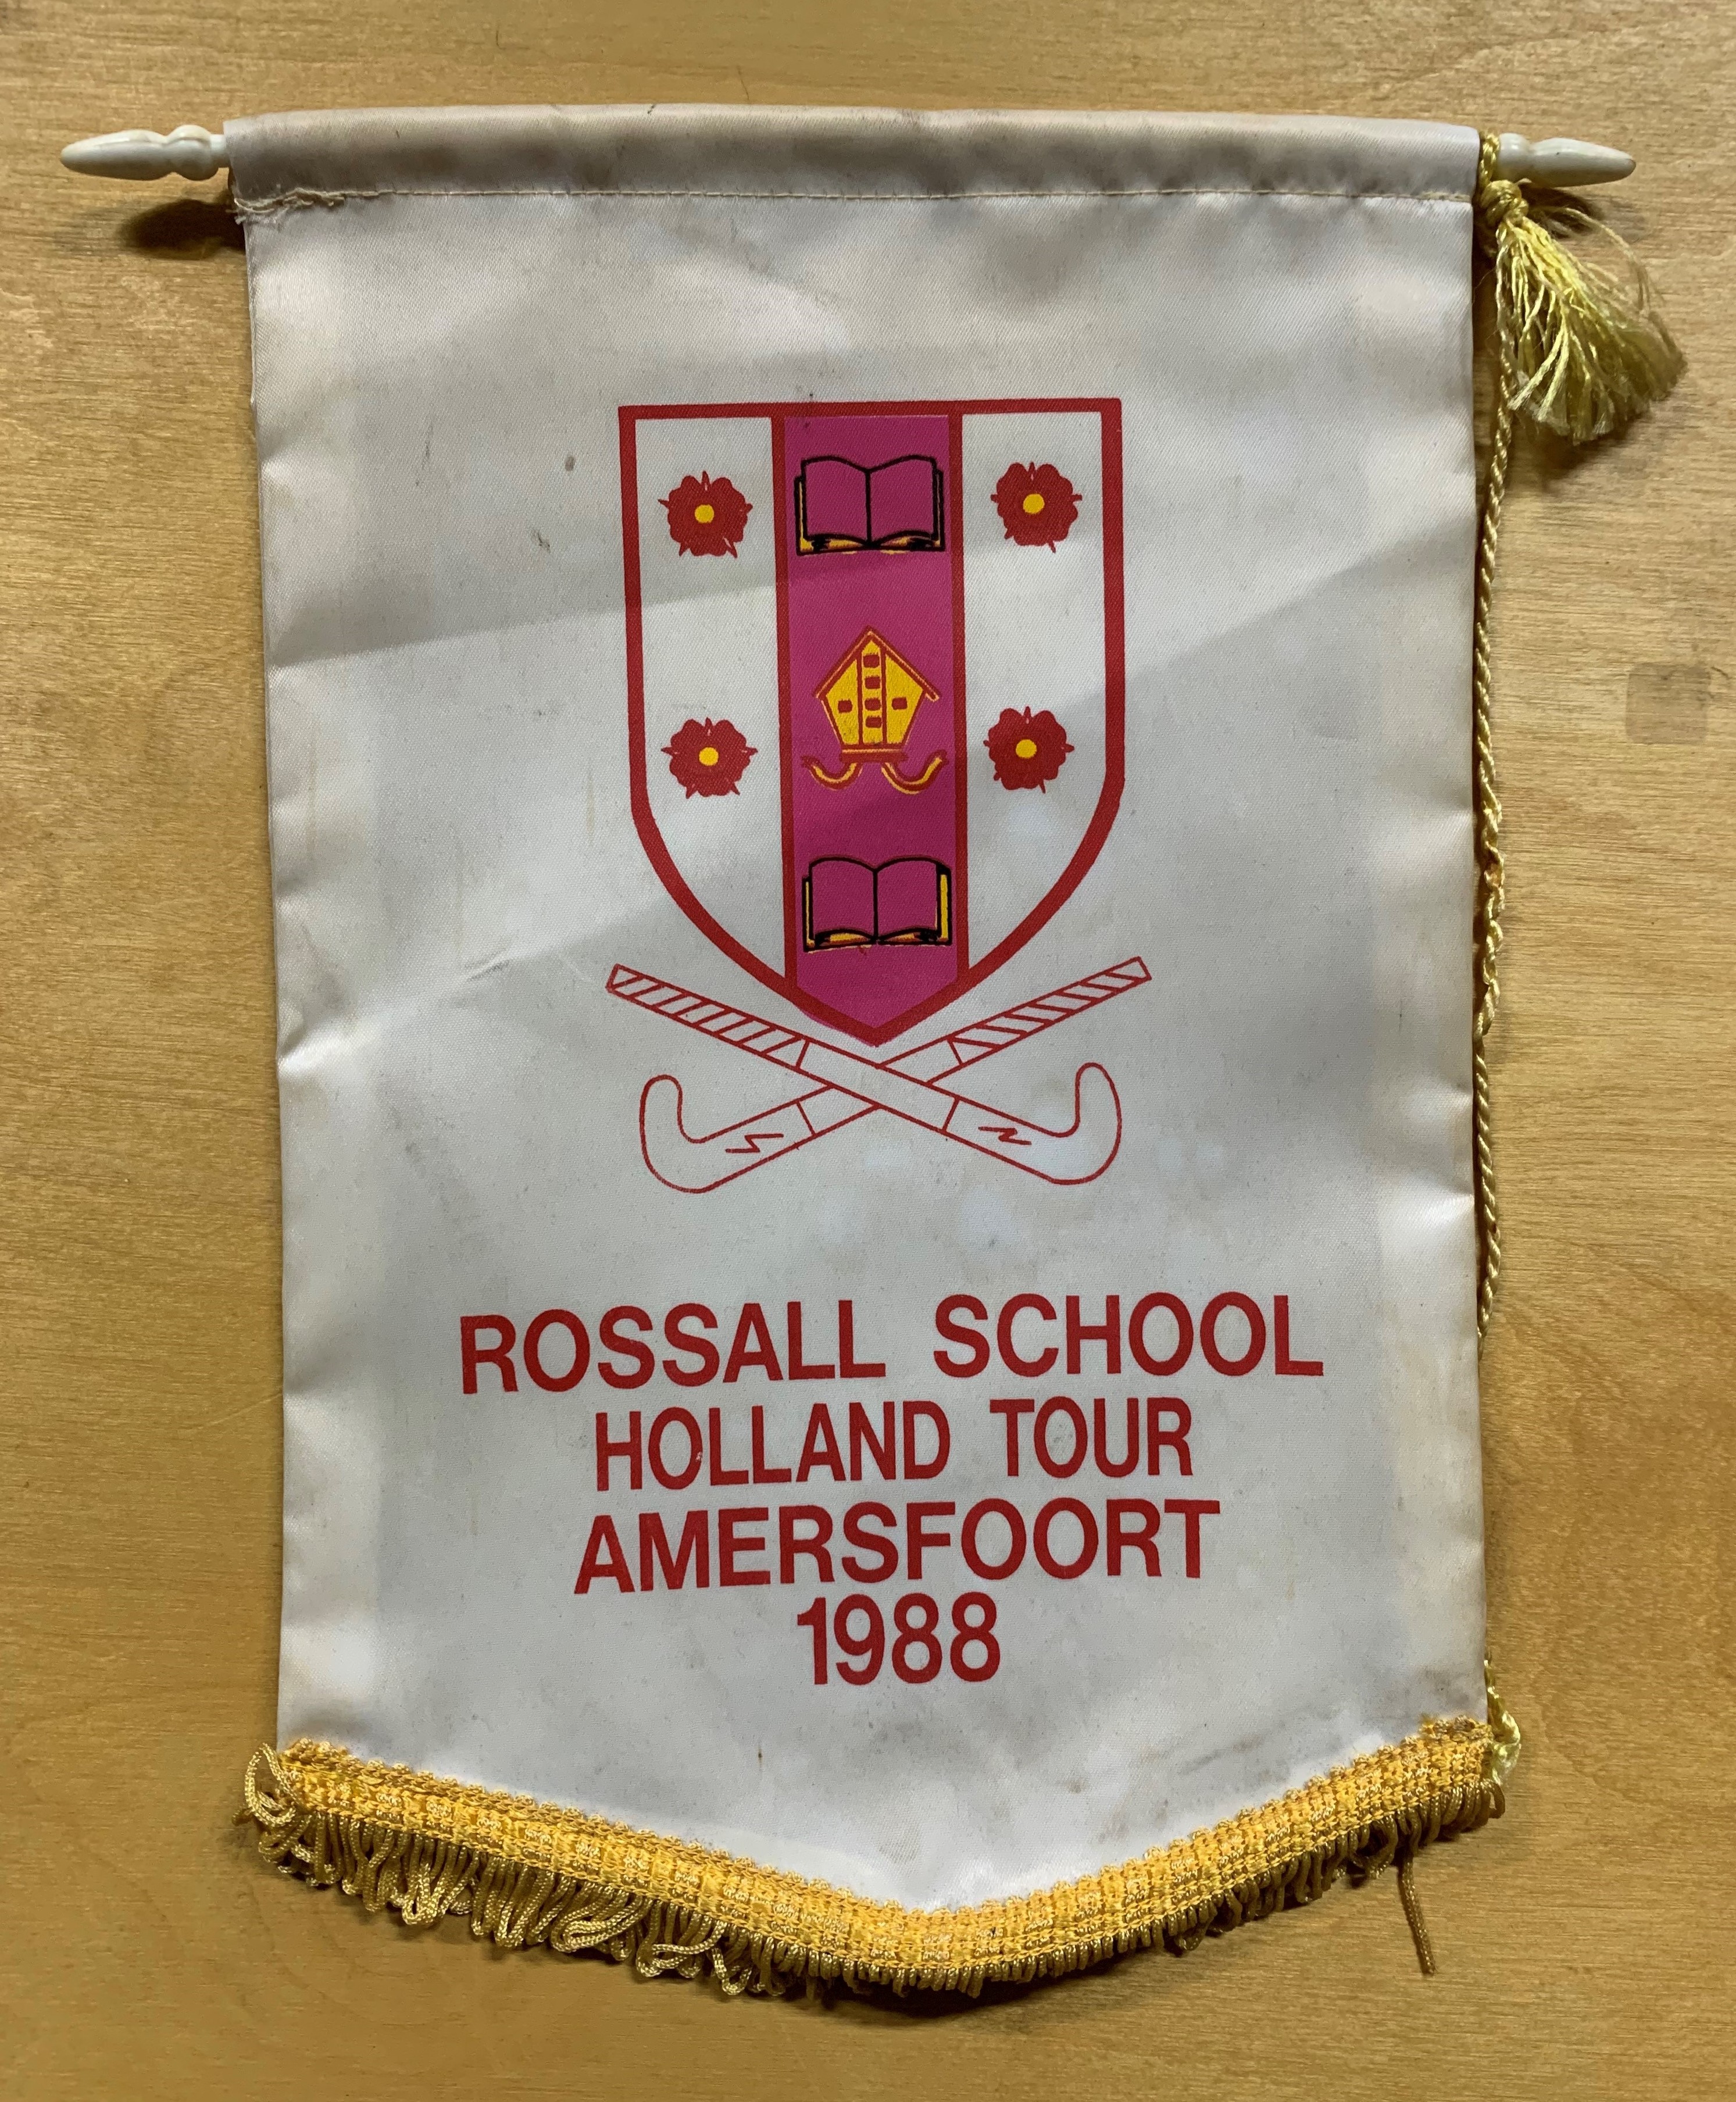 ROSSALL SCHOOL
HOLLAND TOUR
AMERSFOORT
1988